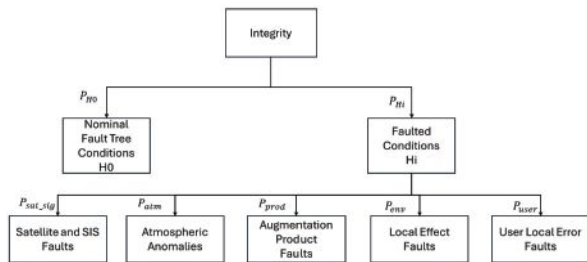 Integrity
P_H0
P_Hi
Nominal
Fault Tree
Conditions
H0
Faulted
Conditions
Hi
P_sat_sig
P_atm
P_prod
P_env
P_user
Satellite and SIS
Faults
Atmospheric
Anomalies
Augmentation
Product
Faults
Local Effect
Faults
User Local Error
Faults